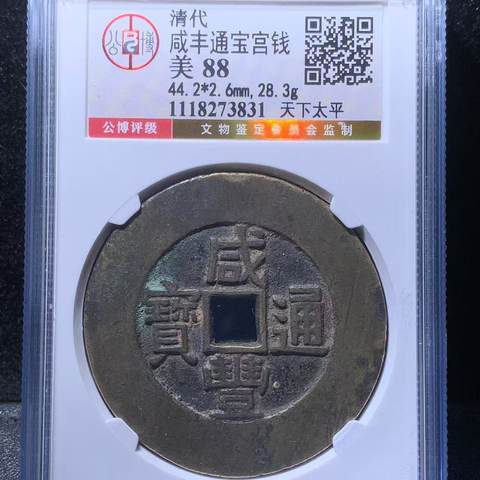 公博
清代
咸丰通宝宫钱
美 88
44.2*2.6mm,28.3g
1118273831 天下太平
公博评级 文物鉴定委员会监制
咸豐通寶